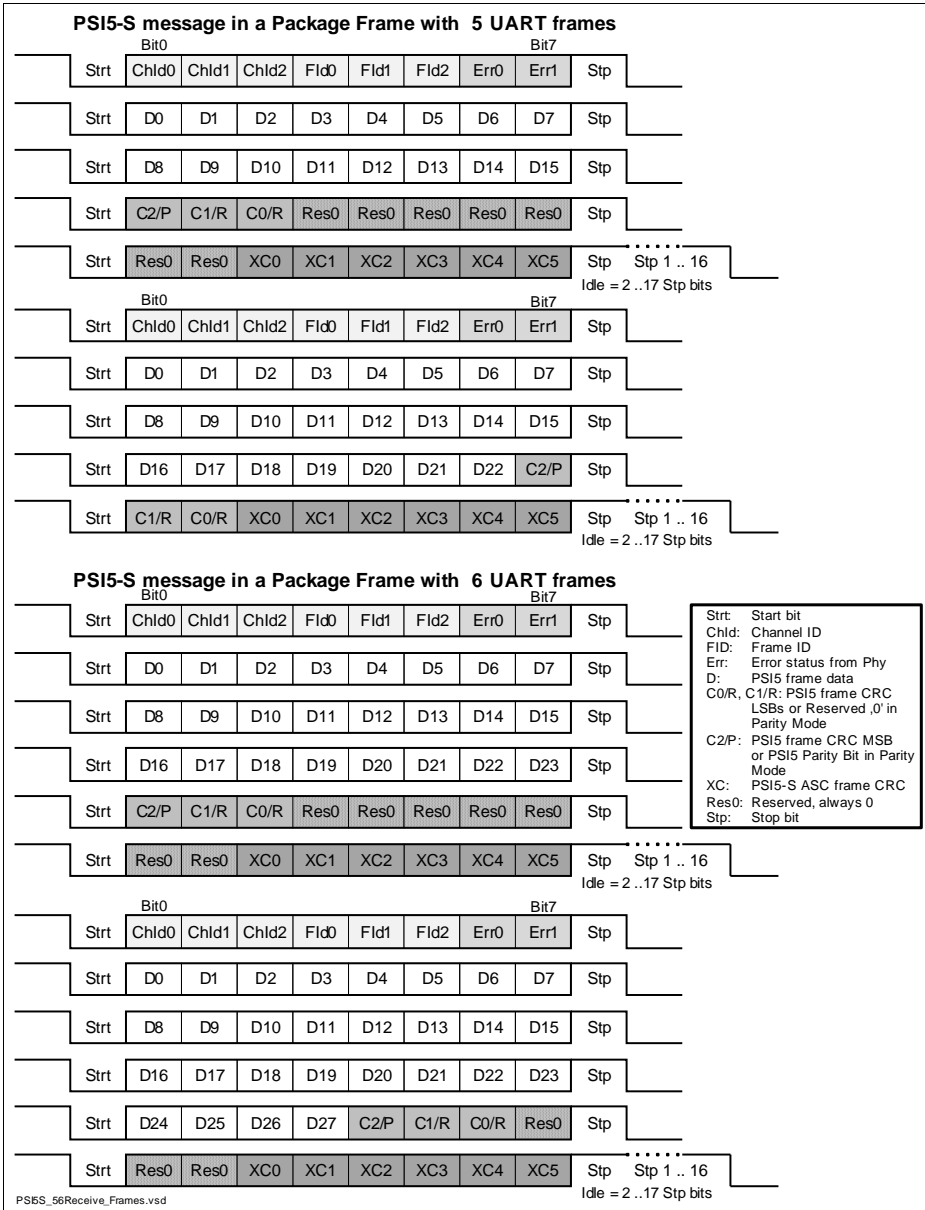 PSI5-S message in a Package Frame with 5 UART frames
Bit0 Bit7
Strt ChId0 ChId1 ChId2 FId0 FId1 FId2 Err0 Err1 Stp
Strt D0 D1 D2 D3 D4 D5 D6 D7 Stp
Strt D8 D9 D10 D11 D12 D13 D14 D15 Stp
Strt C2/P C1/R C0/R Res0 Res0 Res0 Res0 Res0 Stp
Strt Res0 Res0 XC0 XC1 XC2 XC3 XC4 XC5 Stp Stp 1 .. 16
Idle = 2 ..17 Stp bits
Bit0 Bit7
Strt ChId0 ChId1 ChId2 FId0 FId1 FId2 Err0 Err1 Stp
Strt D0 D1 D2 D3 D4 D5 D6 D7 Stp
Strt D8 D9 D10 D11 D12 D13 D14 D15 Stp
Strt D16 D17 D18 D19 D20 D21 D22 C2/P Stp
Strt C1/R C0/R XC0 XC1 XC2 XC3 XC4 XC5 Stp Stp 1 .. 16
Idle = 2 ..17 Stp bits
PSI5-S message in a Package Frame with 6 UART frames
Bit0 Bit7
Strt ChId0 ChId1 ChId2 FId0 FId1 FId2 Err0 Err1 Stp
Strt D0 D1 D2 D3 D4 D5 D6 D7 Stp
Strt D8 D9 D10 D11 D12 D13 D14 D15 Stp
Strt D16 D17 D18 D19 D20 D21 D22 D23 Stp
Strt C2/P C1/R C0/R Res0 Res0 Res0 Res0 Res0 Stp
Strt Res0 Res0 XC0 XC1 XC2 XC3 XC4 XC5 Stp Stp 1 .. 16
Idle = 2 ..17 Stp bits
Strt: Start bit
ChId: Channel ID
FID: Frame ID
Err: Error status from Phy
D: PSI5 frame data
C0/R, C1/R: PSI5 frame CRC
LSBs or Reserved ‚0' in
Parity Mode
C2/P: PSI5 frame CRC MSB
or PSI5 Parity Bit in Parity
Mode
XC: PSI5-S ASC frame CRC
Res0: Reserved, always 0
Stp: Stop bit
Bit0 Bit7
Strt ChId0 ChId1 ChId2 FId0 FId1 FId2 Err0 Err1 Stp
Strt D0 D1 D2 D3 D4 D5 D6 D7 Stp
Strt D8 D9 D10 D11 D12 D13 D14 D15 Stp
Strt D16 D17 D18 D19 D20 D21 D22 D23 Stp
Strt D24 D25 D26 D27 C2/P C1/R C0/R Res0 Stp
Strt Res0 Res0 XC0 XC1 XC2 XC3 XC4 XC5 Stp Stp 1 .. 16
Idle = 2 ..17 Stp bits
PSI5S_56Receive_Frames.vsd